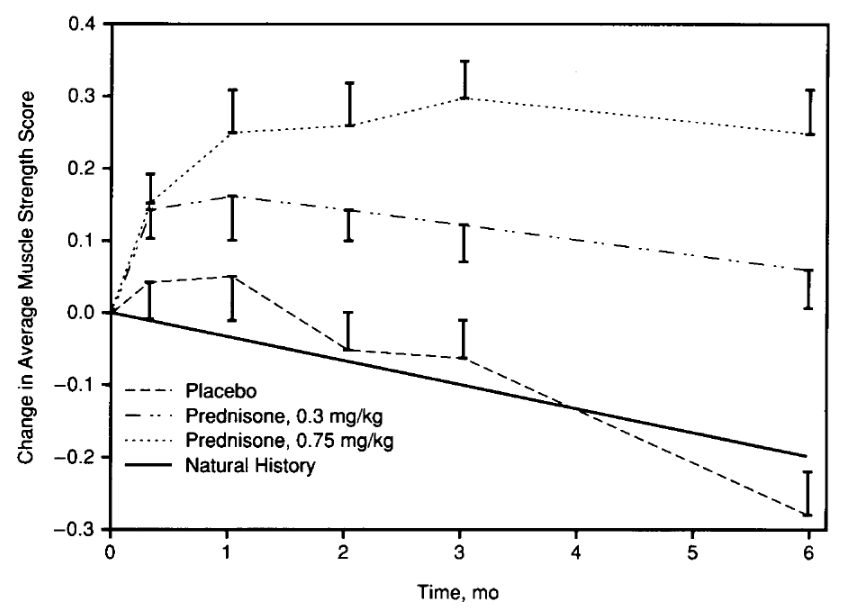 0.4
0.3
0.2
0.1
0.0
−0.1
−0.2
−0.3
Change in Average Muscle Strength Score
Placebo
Prednisone, 0.3 mg/kg
Prednisone, 0.75 mg/kg
Natural History
0 1 2 3 4 5 6
Time, mo